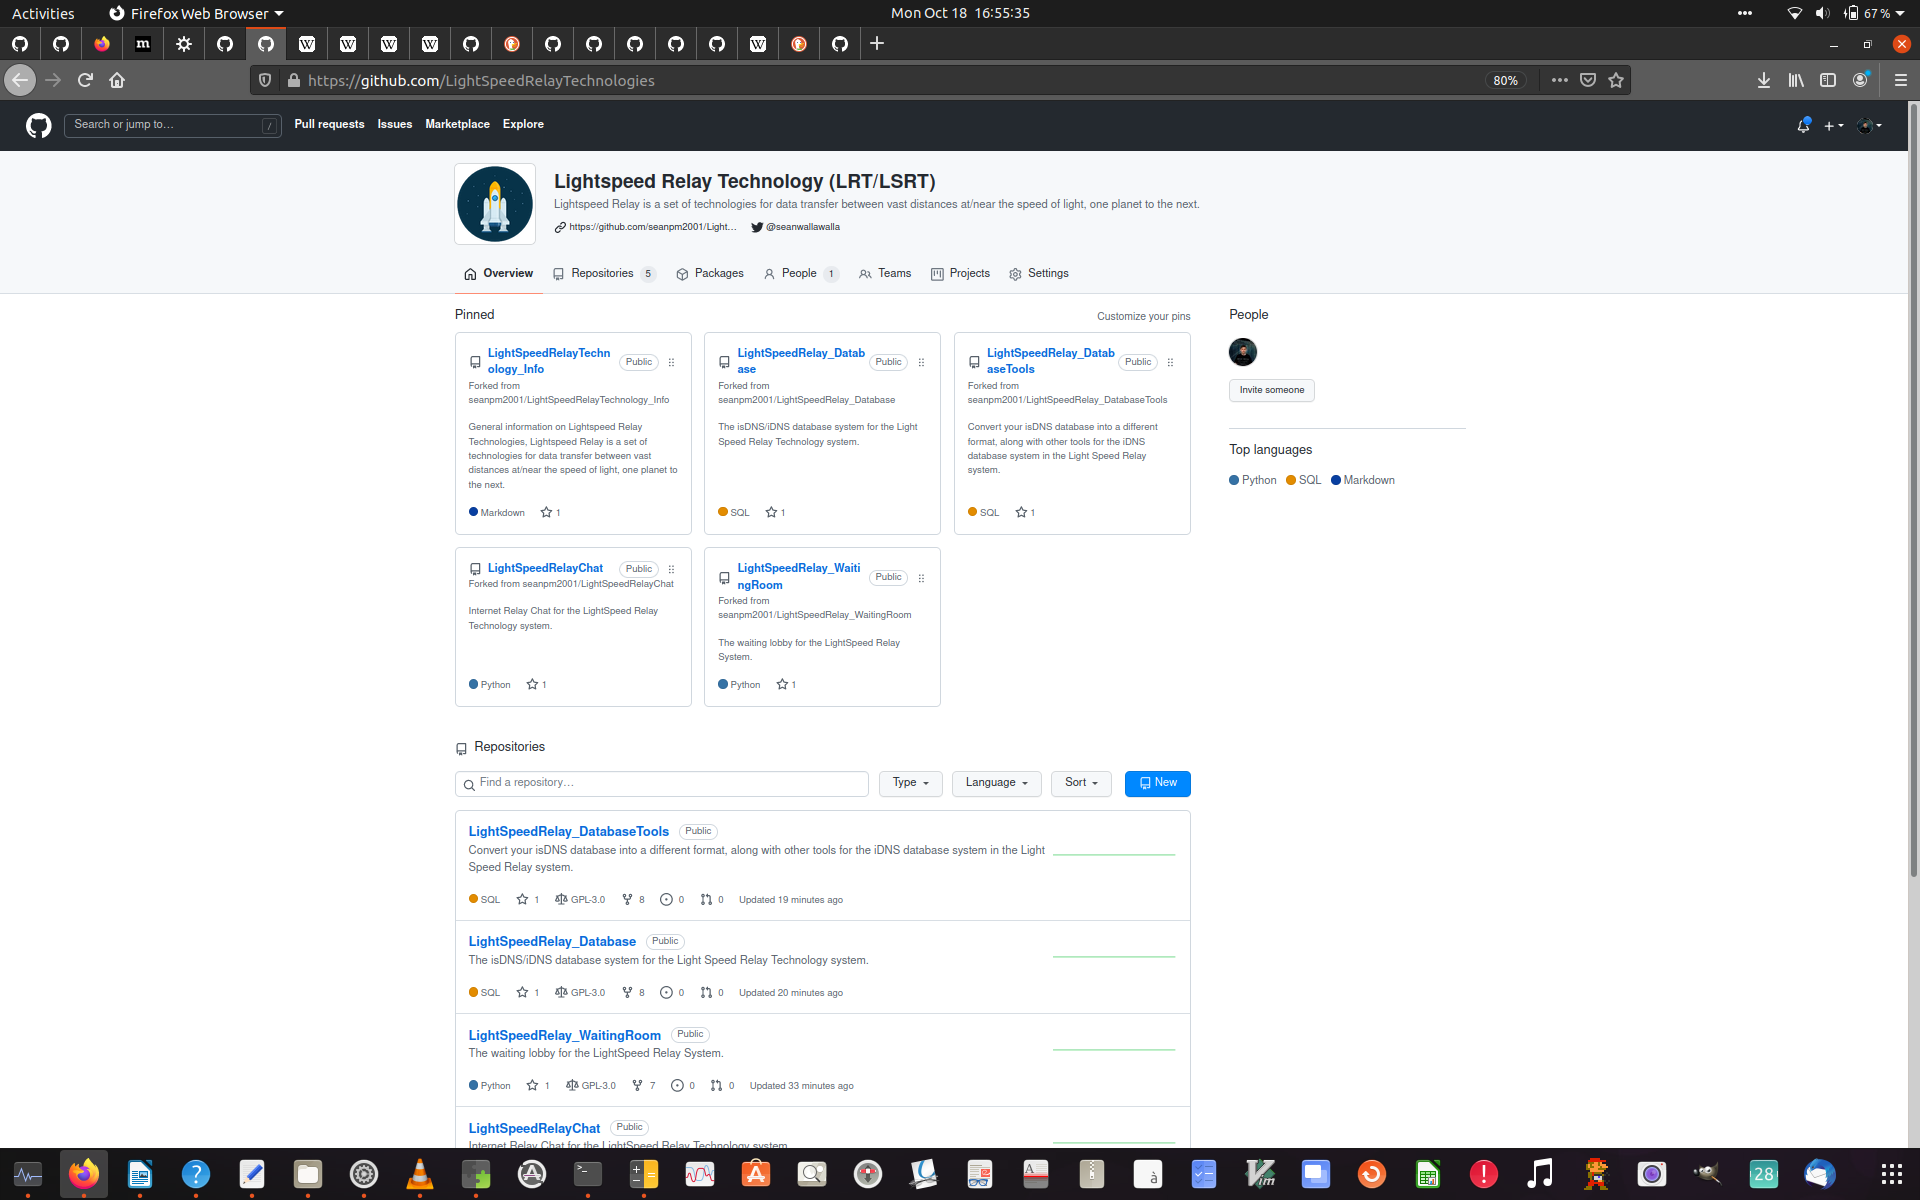 Activities
Firefox Web Browser
Mon Oct 18 16:55:35
67 %
https://github.com/LightSpeedRelayTechnologies
80%
Search or jump to…
/
Pull requests
Issues
Marketplace
Explore
Lightspeed Relay Technology (LRT/LSRT)
Lightspeed Relay is a set of technologies for data transfer between vast distances at/near the speed of light, one planet to the next.
https://github.com/seanpm2001/Light…
@seanwallawalla
Overview
Repositories 5
Packages
People 1
Teams
Projects
Settings
Pinned
Customize your pins
LightSpeedRelayTechn
ology_Info
Public
Forked from
seanpm2001/LightSpeedRelayTechnology_Info
General information on Lightspeed Relay
Technologies, Lightspeed Relay is a set of
technologies for data transfer between vast
distances at/near the speed of light, one planet to
the next.
Markdown 1
LightSpeedRelay_Datab
ase
Public
Forked from
seanpm2001/LightSpeedRelay_Database
The isDNS/iDNS database system for the Light
Speed Relay Technology system.
SQL 1
LightSpeedRelay_Datab
aseTools
Public
Forked from
seanpm2001/LightSpeedRelay_DatabaseTools
Convert your isDNS database into a different
format, along with other tools for the iDNS
database system in the Light Speed Relay
system.
SQL 1
LightSpeedRelayChat
Public
Forked from seanpm2001/LightSpeedRelayChat
Internet Relay Chat for the LightSpeed Relay
Technology system.
Python 1
LightSpeedRelay_Waiti
ngRoom
Public
Forked from
seanpm2001/LightSpeedRelay_WaitingRoom
The waiting lobby for the LightSpeed Relay
System.
Python 1
People
Invite someone
Top languages
Python SQL Markdown
Repositories
Find a repository…
Type
Language
Sort
New
LightSpeedRelay_DatabaseTools Public
Convert your isDNS database into a different format, along with other tools for the iDNS database system in the Light
Speed Relay system.
SQL 1 GPL-3.0 8 0 0 Updated 19 minutes ago
LightSpeedRelay_Database Public
The isDNS/iDNS database system for the Light Speed Relay Technology system.
SQL 1 GPL-3.0 8 0 0 Updated 20 minutes ago
LightSpeedRelay_WaitingRoom Public
The waiting lobby for the LightSpeed Relay System.
Python 1 GPL-3.0 7 0 0 Updated 33 minutes ago
LightSpeedRelayChat Public
Internet Relay Chat for the LightSpeed Relay Technology system.
28